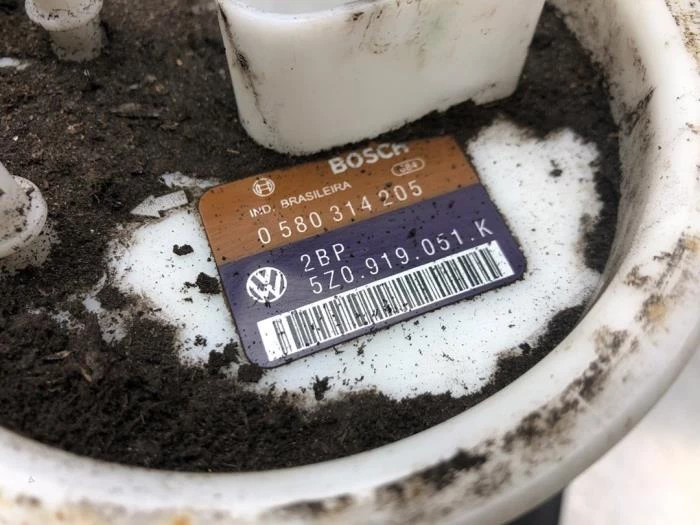 BOSCH
IND. BRASILEIRA
0 580 314 205
2BP
5Z0.919.051.K